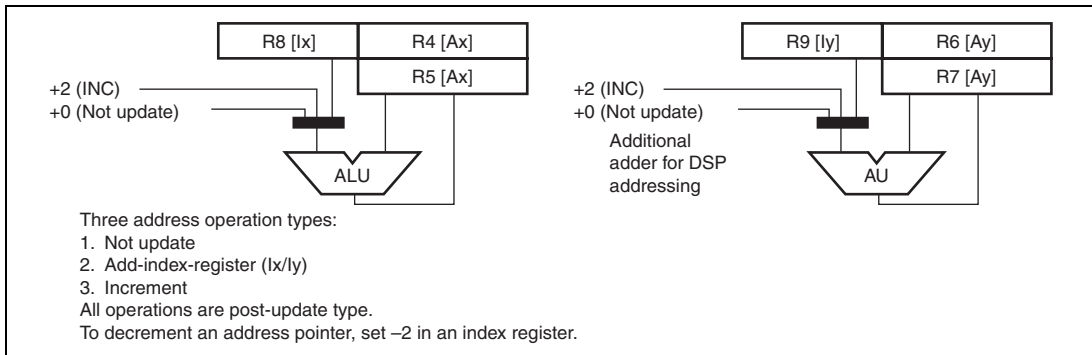 R8 [Ix]
R4 [Ax]
R5 [Ax]
+2 (INC)
+0 (Not update)
ALU
R9 [Iy]
R6 [Ay]
R7 [Ay]
+2 (INC)
+0 (Not update)
Additional
adder for DSP
addressing
AU
Three address operation types:
1. Not update
2. Add-index-register (Ix/Iy)
3. Increment
All operations are post-update type.
To decrement an address pointer, set –2 in an index register.